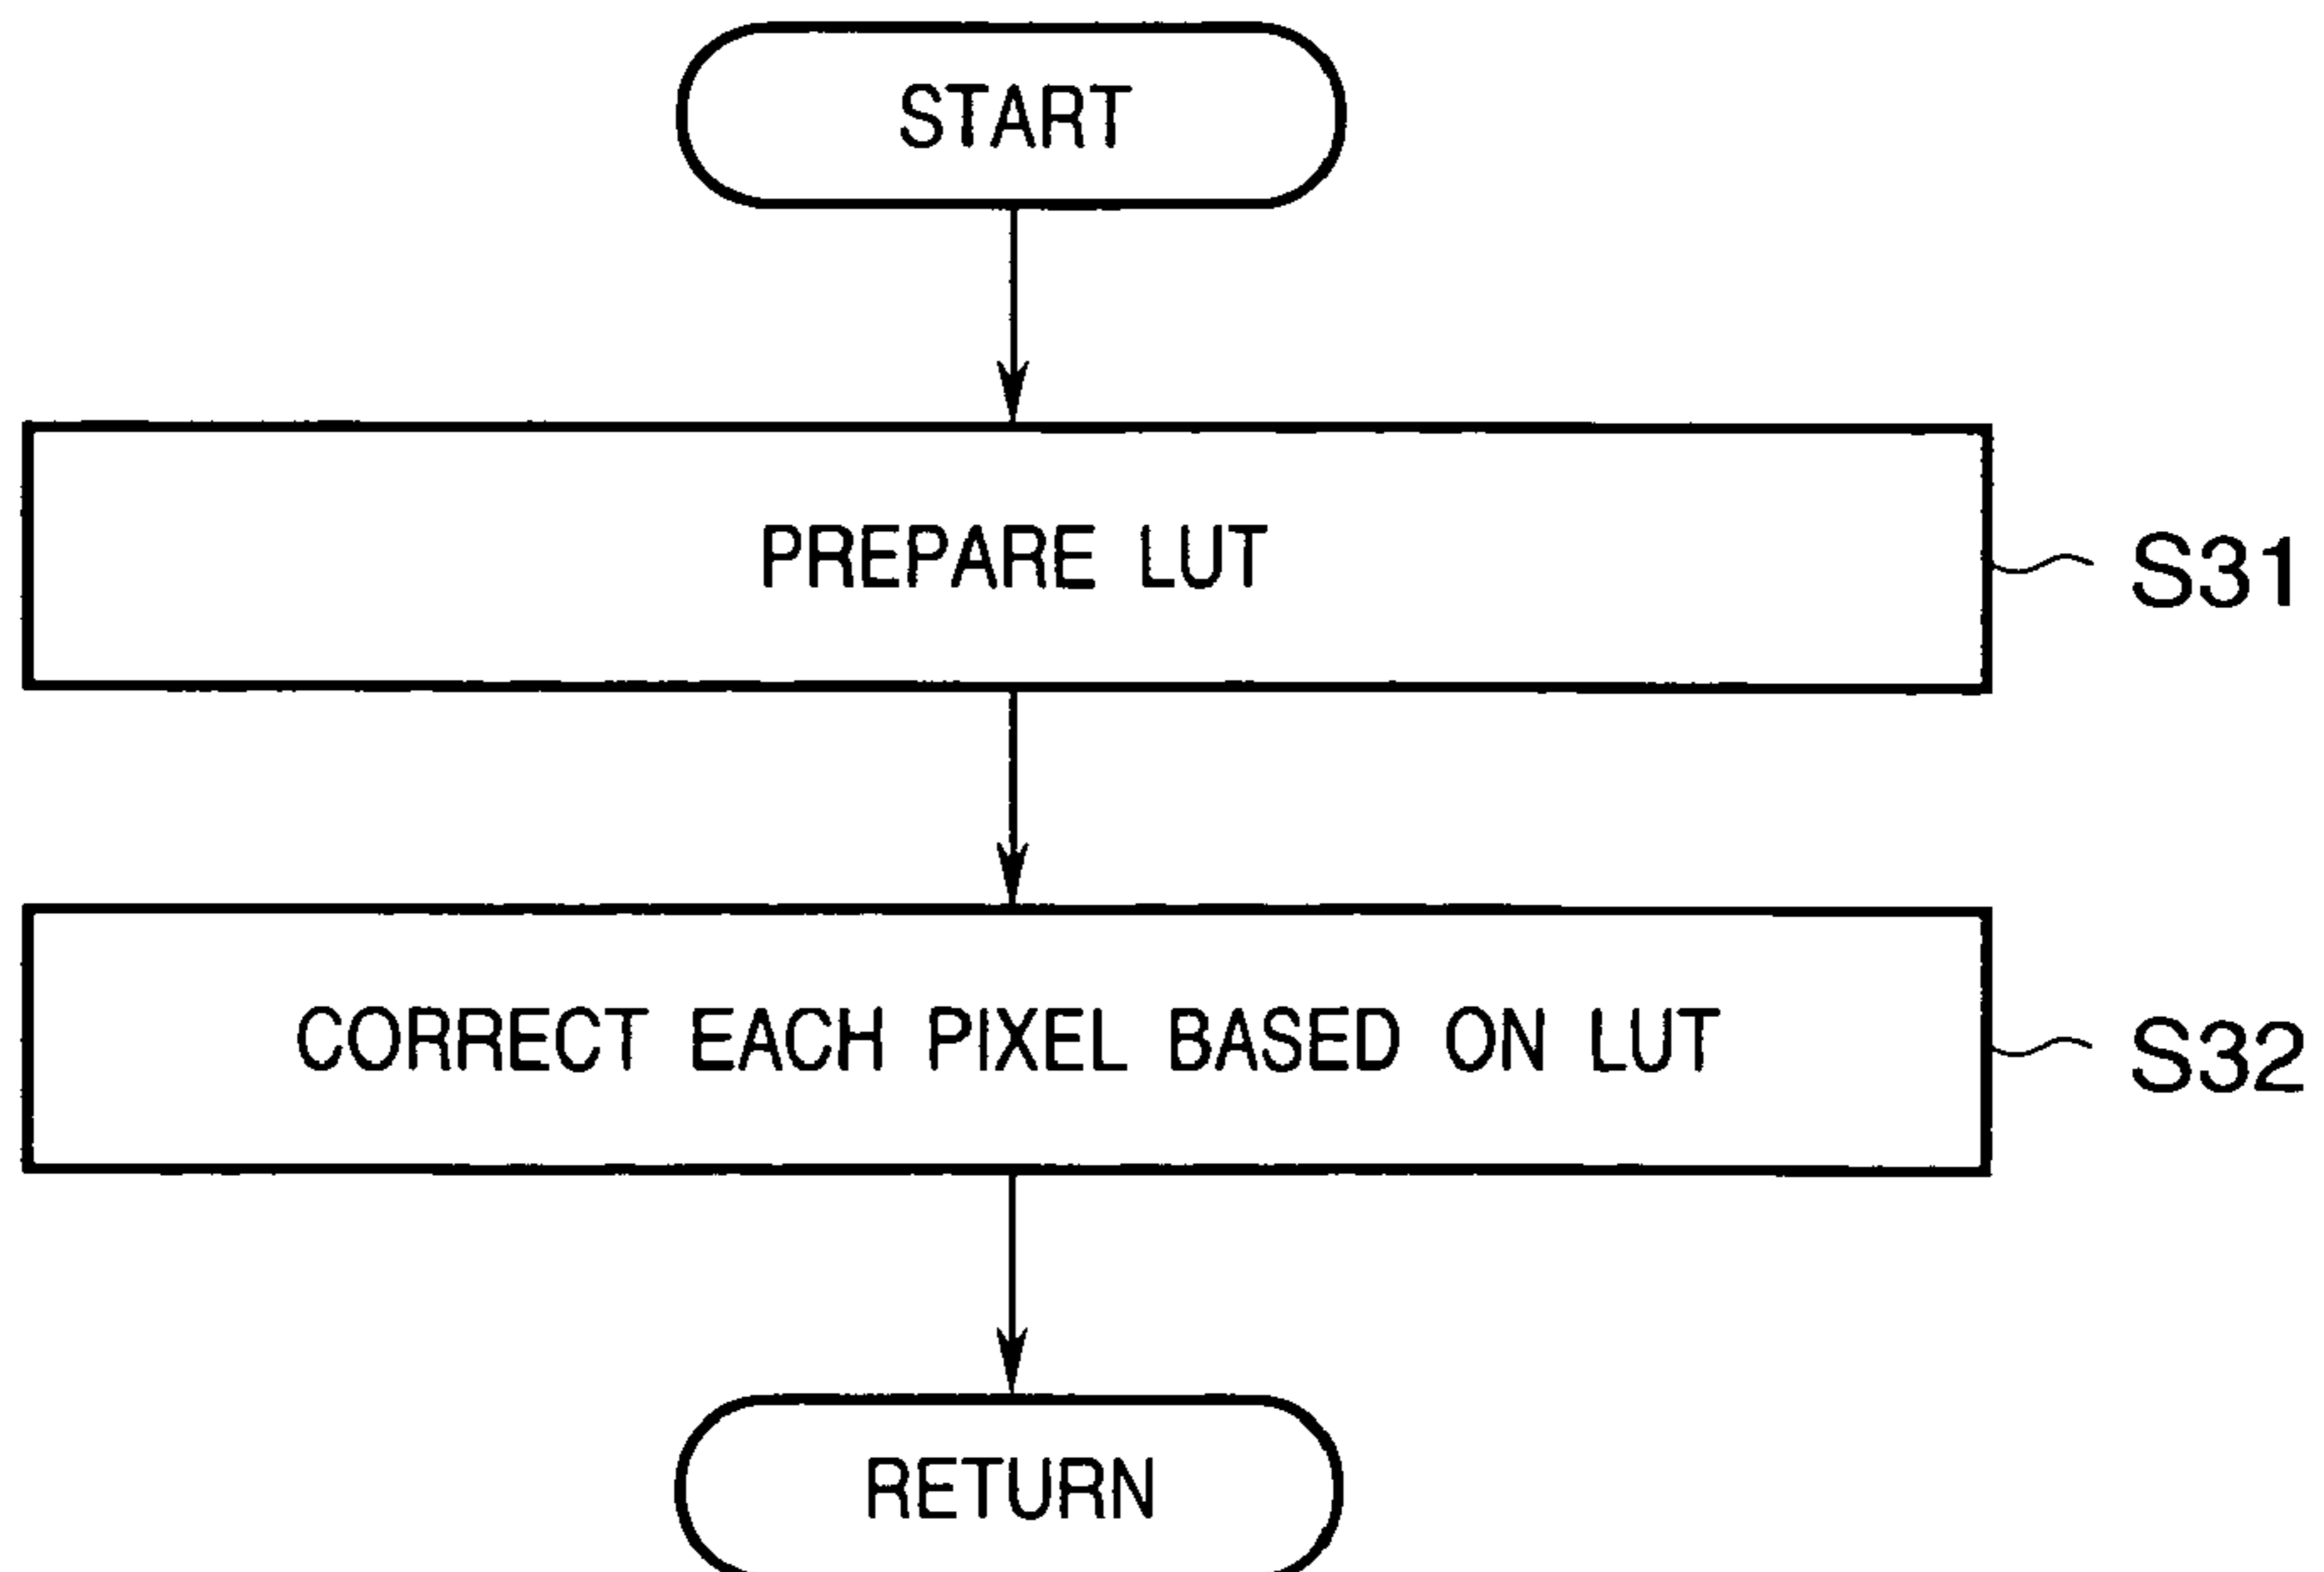 START
PREPARE LUT
S31
CORRECT EACH PIXEL BASED ON LUT
S32
RETURN